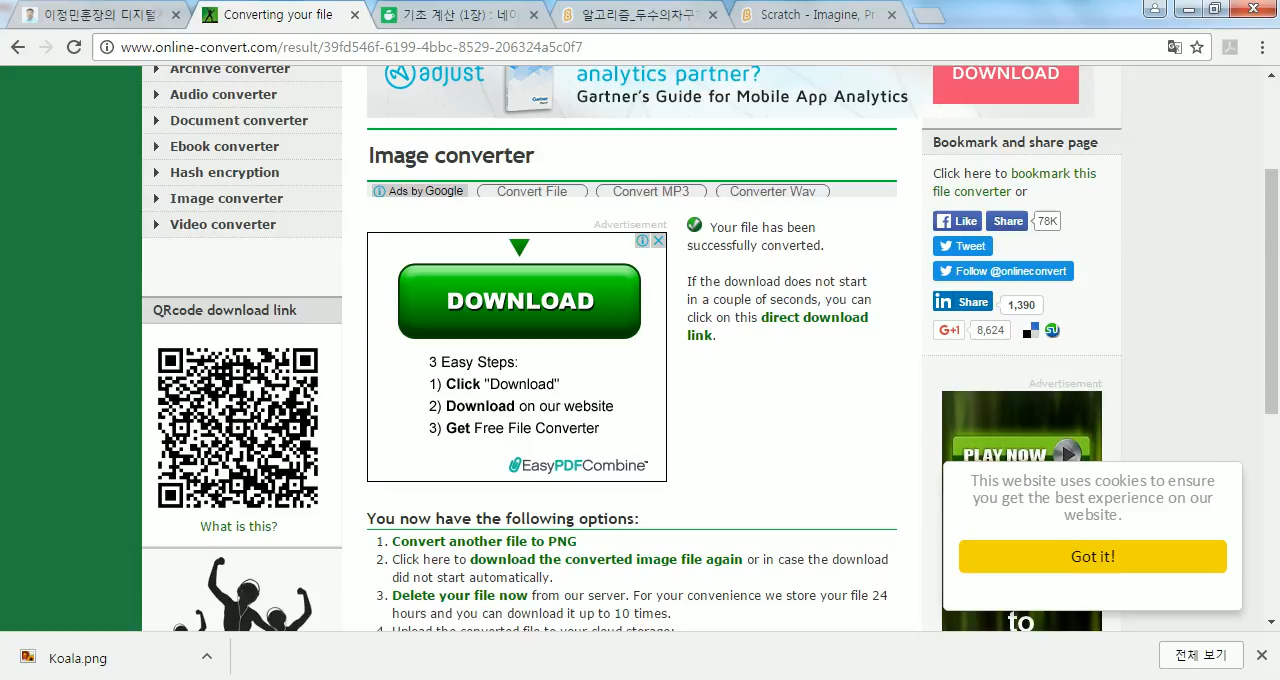 이정민훈장의 디지털
Converting your file
기초 계산 (1장) : 네이
알고리즘_두수의차구
Scratch - Imagine, Pr
www.online-convert.com/result/39fd546f-6199-4bbc-8529-206324a5c0f7
Archive converter
Audio converter
Document converter
Ebook converter
Hash encryption
Image converter
Video converter
QRcode download link
What is this?
adjust
analytics partner?
Gartner's Guide for Mobile App Analytics
DOWNLOAD
Image converter
Ads by Google
Convert File
Convert MP3
Converter Wav
Advertisement
DOWNLOAD
3 Easy Steps:
1) Click "Download"
2) Download on our website
3) Get Free File Converter
EasyPDFCombine™
Your file has been
successfully converted.
If the download does not start
in a couple of seconds, you can
click on this direct download
link.
You now have the following options:
1. Convert another file to PNG
2. Click here to download the converted image file again or in case the download
did not start automatically.
3. Delete your file now from our server. For your convenience we store your file 24
hours and you can download it up to 10 times.
4. Upload the converted file to your cloud storage:
Bookmark and share page
Click here to bookmark this
file converter or
Like
Share
78K
Tweet
Follow @onlineconvert
in Share
1,390
G+1
8,624
Advertisement
PLAY NOW
This website uses cookies to ensure
you get the best experience on our
website.
Got it!
to
Koala.png
전체 보기